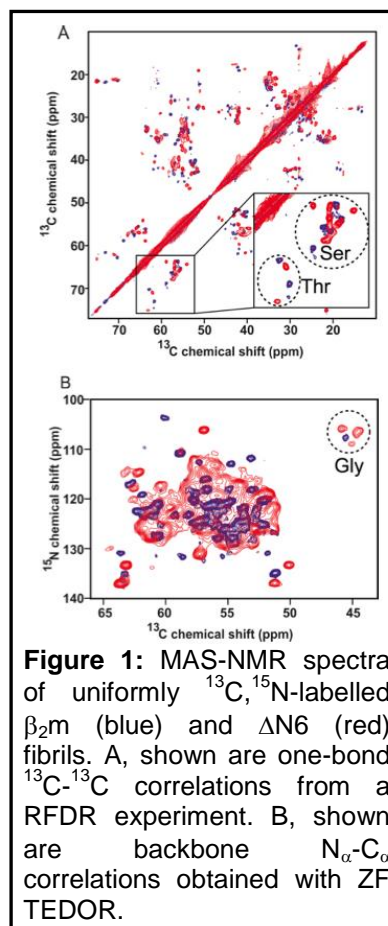 A
20
30
40
50
60
70
¹³C chemical shift (ppm)
Ser
Thr
70 60 50 40 30 20
¹³C chemical shift (ppm)
B
100
110
120
130
140
¹⁵N chemical shift (ppm)
Gly
65 60 55 50 45
¹³C chemical shift (ppm)
Figure 1: MAS-NMR spectra
of uniformly ¹³C,¹⁵N-labelled
β₂m (blue) and ΔN6 (red)
fibrils. A, shown are one-bond
¹³C-¹³C correlations from a
RFDR experiment. B, shown
are backbone Nα-Cα
correlations obtained with ZF
TEDOR.